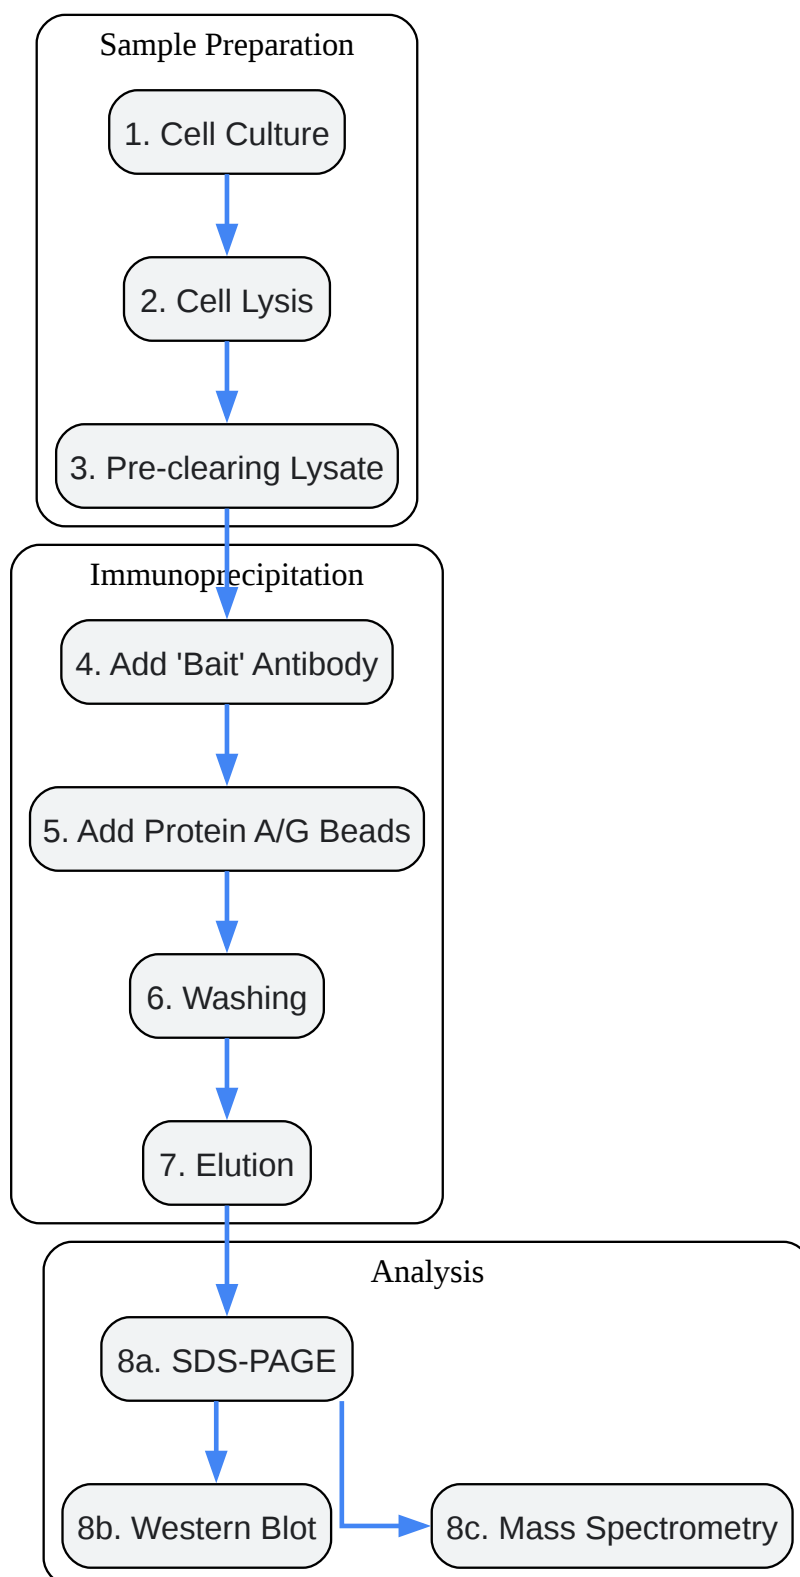 Sample Preparation
1. Cell Culture
2. Cell Lysis
3. Pre-clearing Lysate
Immunoprecipitation
4. Add 'Bait' Antibody
5. Add Protein A/G Beads
6. Washing
7. Elution
Analysis
8a. SDS-PAGE
8b. Western Blot
8c. Mass Spectrometry